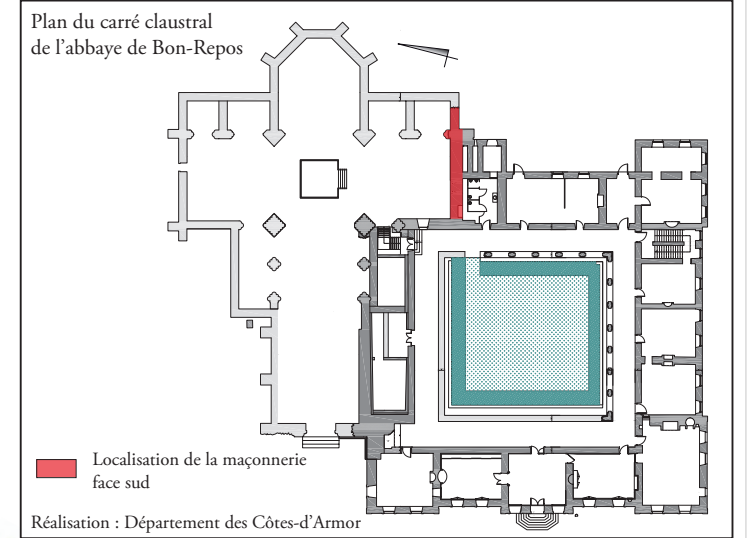 Plan du carré claustral
de l'abbaye de Bon-Repos
Localisation de la maçonnerie
face sud
Réalisation : Département des Côtes-d'Armor